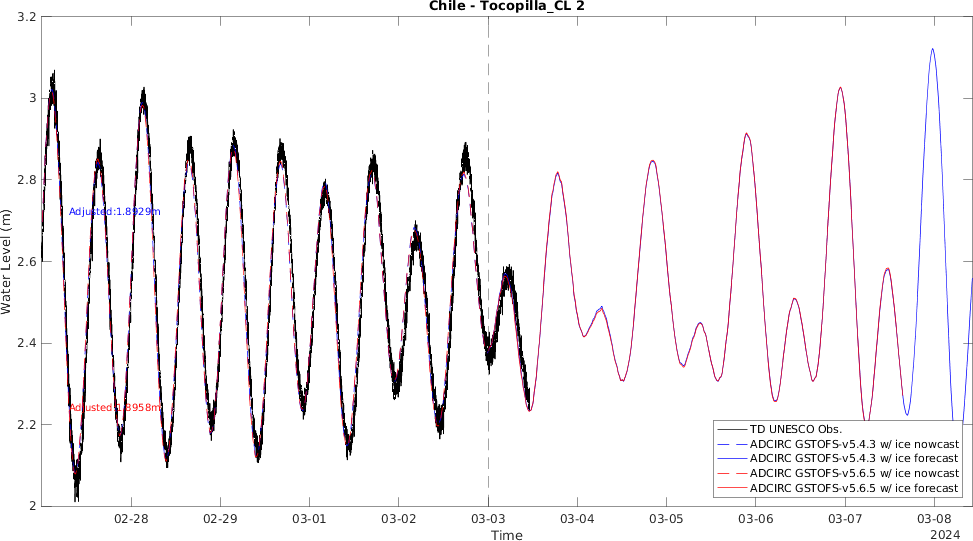 Chile - Tocopilla_CL 2
3.2
3
2.8
2.6
2.4
2.2
2
Water Level (m)
Adjusted:1.8929m
Adjusted:1.8958m
TD UNESCO Obs.
ADCIRC GSTOFS-v5.4.3 w/ ice nowcast
ADCIRC GSTOFS-v5.4.3 w/ ice forecast
ADCIRC GSTOFS-v5.6.5 w/ ice nowcast
ADCIRC GSTOFS-v5.6.5 w/ ice forecast
02-28 02-29 03-01 03-02 03-03 03-04 03-05 03-06 03-07 03-08
Time
2024